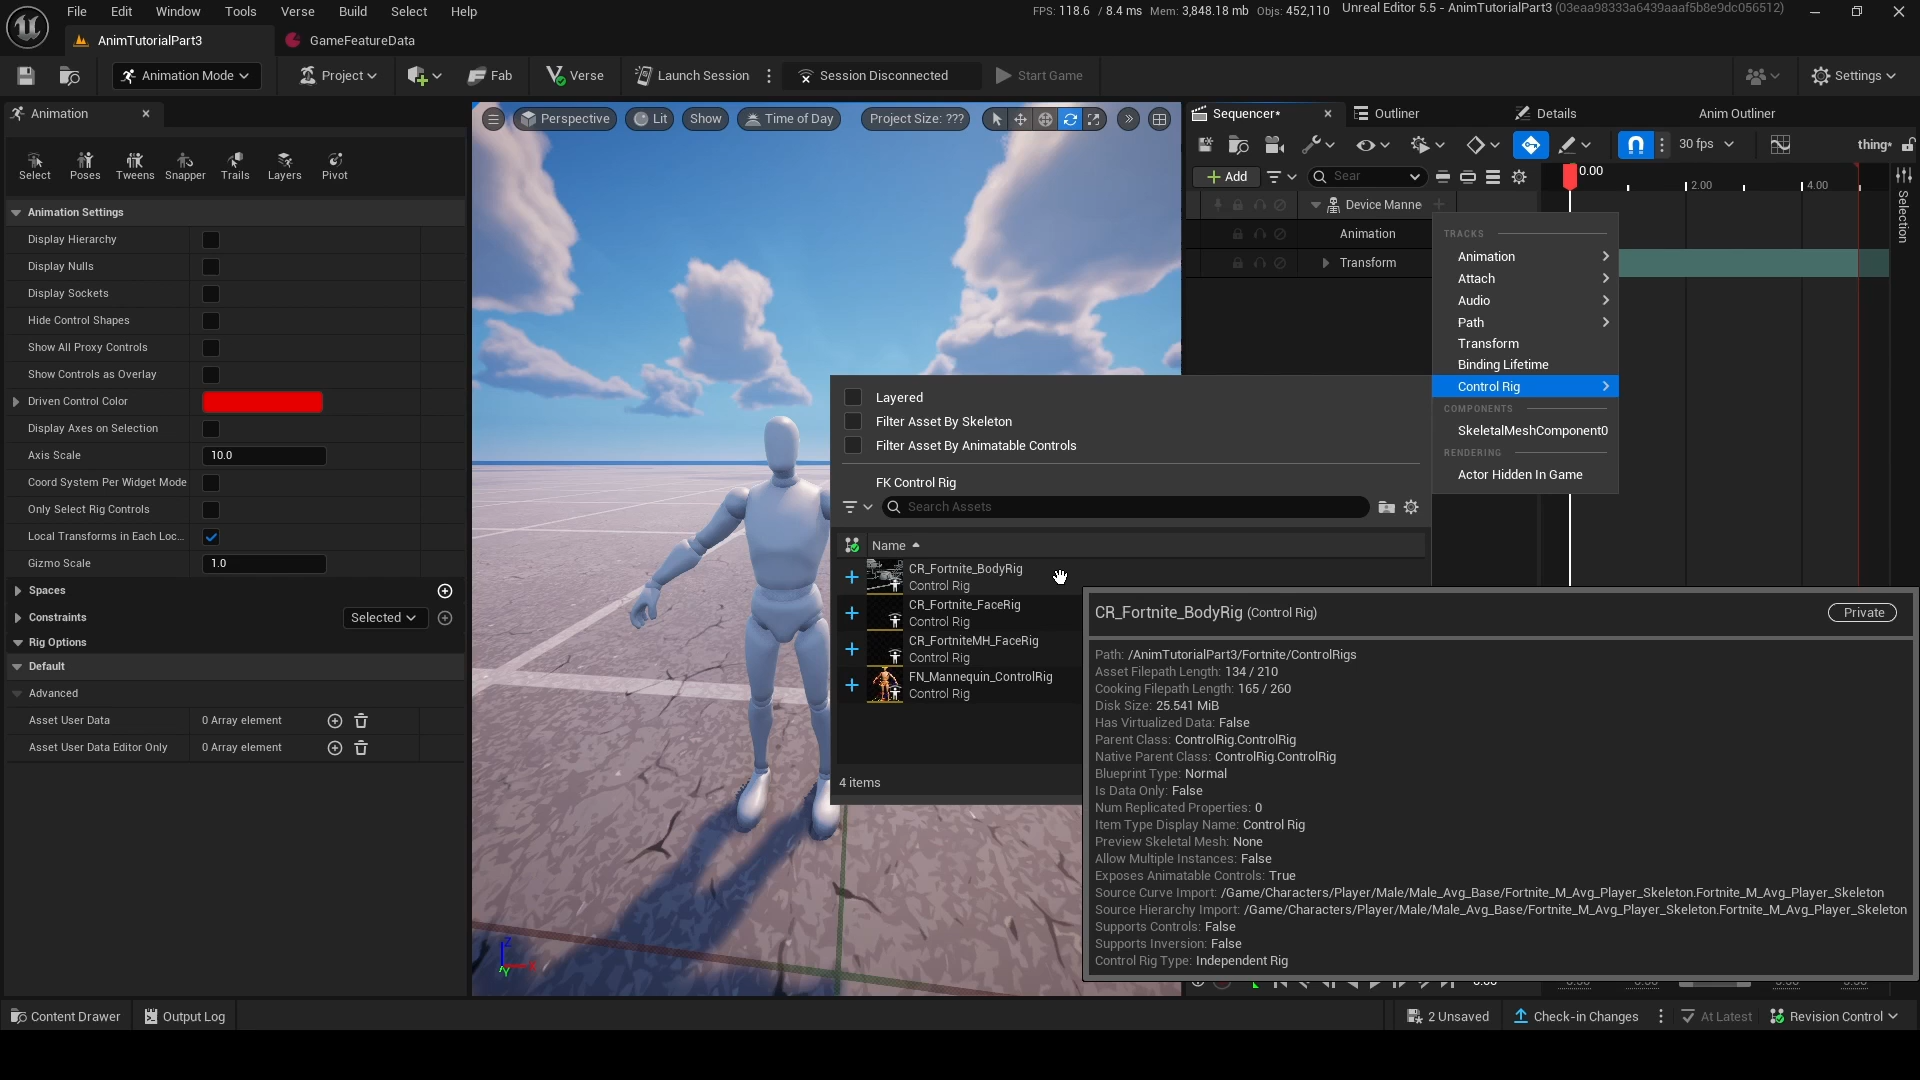 File Edit Window Tools Verse Build Select Help
FPS: 118.6 / 8.4 ms Mem: 3,848.18 mb Objs: 452,110 Unreal Editor 5.5 - AnimTutorialPart3 (03eaa98333a6439aaaf5b8e9dc056512)
AnimTutorialPart3
GameFeatureData
Animation Mode
Project
Fab
Verse
Launch Session
Session Disconnected
Start Game
Settings
Animation
Select Poses Tweens Snapper Trails Layers Pivot
Animation Settings
Display Hierarchy
Display Nulls
Display Sockets
Hide Control Shapes
Show All Proxy Controls
Show Controls as Overlay
Driven Control Color
Display Axes on Selection
Axis Scale 10.0
Coord System Per Widget Mode
Only Select Rig Controls
Local Transforms in Each Loc...
Gizmo Scale 1.0
Spaces
Constraints Selected
Rig Options
Default
Advanced
Asset User Data 0 Array element
Asset User Data Editor Only 0 Array element
Perspective Lit Show Time of Day Project Size: ???
Sequencer* Outliner Details Anim Outliner
30 fps thing*
Add Sear 0.00
2.00 4.00
Selection
Device Manne
Animation
Transform
TRACKS
Animation
Attach
Audio
Path
Transform
Binding Lifetime
Control Rig
COMPONENTS
SkeletalMeshComponent0
RENDERING
Actor Hidden In Game
Layered
Filter Asset By Skeleton
Filter Asset By Animatable Controls
FK Control Rig
Search Assets
Name
CR_Fortnite_BodyRig
Control Rig
CR_Fortnite_FaceRig
Control Rig
CR_FortniteMH_FaceRig
Control Rig
FN_Mannequin_ControlRig
Control Rig
4 items
CR_Fortnite_BodyRig (Control Rig) Private
Path: /AnimTutorialPart3/Fortnite/ControlRigs
Asset Filepath Length: 134 / 210
Cooking Filepath Length: 165 / 260
Disk Size: 25.541 MiB
Has Virtualized Data: False
Parent Class: ControlRig.ControlRig
Native Parent Class: ControlRig.ControlRig
Blueprint Type: Normal
Is Data Only: False
Num Replicated Properties: 0
Item Type Display Name: Control Rig
Preview Skeletal Mesh: None
Allow Multiple Instances: False
Exposes Animatable Controls: True
Source Curve Import: /Game/Characters/Player/Male/Male_Avg_Base/Fortnite_M_Avg_Player_Skeleton.Fortnite_M_Avg_Player_Skeleton
Source Hierarchy Import: /Game/Characters/Player/Male/Male_Avg_Base/Fortnite_M_Avg_Player_Skeleton.Fortnite_M_Avg_Player_Skeleton
Supports Controls: False
Supports Inversion: False
Control Rig Type: Independent Rig
Z
Y
Content Drawer Output Log 2 Unsaved Check-in Changes At Latest Revision Control